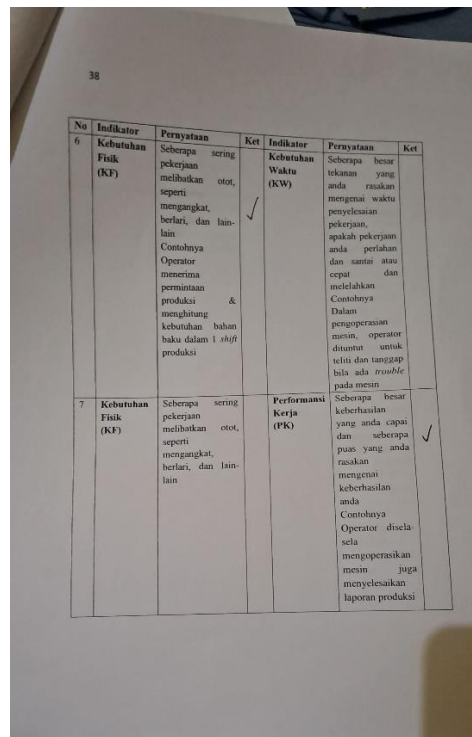 38
No Indikator Pernyataan Ket Indikator Pernyataan Ket
6 Kebutuhan
Fisik
(KF)
Seberapa sering
pekerjaan
melibatkan otot,
seperti
mengangkat,
berlari, dan lain-
lain
Contohnya
Operator
menerima
permintaan
produksi &
menghitung
kebutuhan bahan
baku dalam 1 shift
produksi
✓
Kebutuhan
Waktu
(KW)
Seberapa besar
tekanan yang
anda rasakan
mengenai waktu
penyelesaian
pekerjaan,
apakah pekerjaan
anda perlahan
dan santai atau
cepat dan
melelahkan
Contohnya
Dalam
pengoperasian
mesin, operator
dituntut untuk
teliti dan tanggap
bila ada trouble
pada mesin
7 Kebutuhan
Fisik
(KF)
Seberapa sering
pekerjaan
melibatkan otot,
seperti
mengangkat,
berlari, dan lain-
lain
Performansi
Kerja
(PK)
Seberapa besar
keberhasilan
yang anda capai
dan seberapa
puas yang anda
rasakan
mengenai
keberhasilan
anda
Contohnya
Operator disela-
sela
mengoperasikan
mesin juga
menyelesaikan
laporan produksi
✓